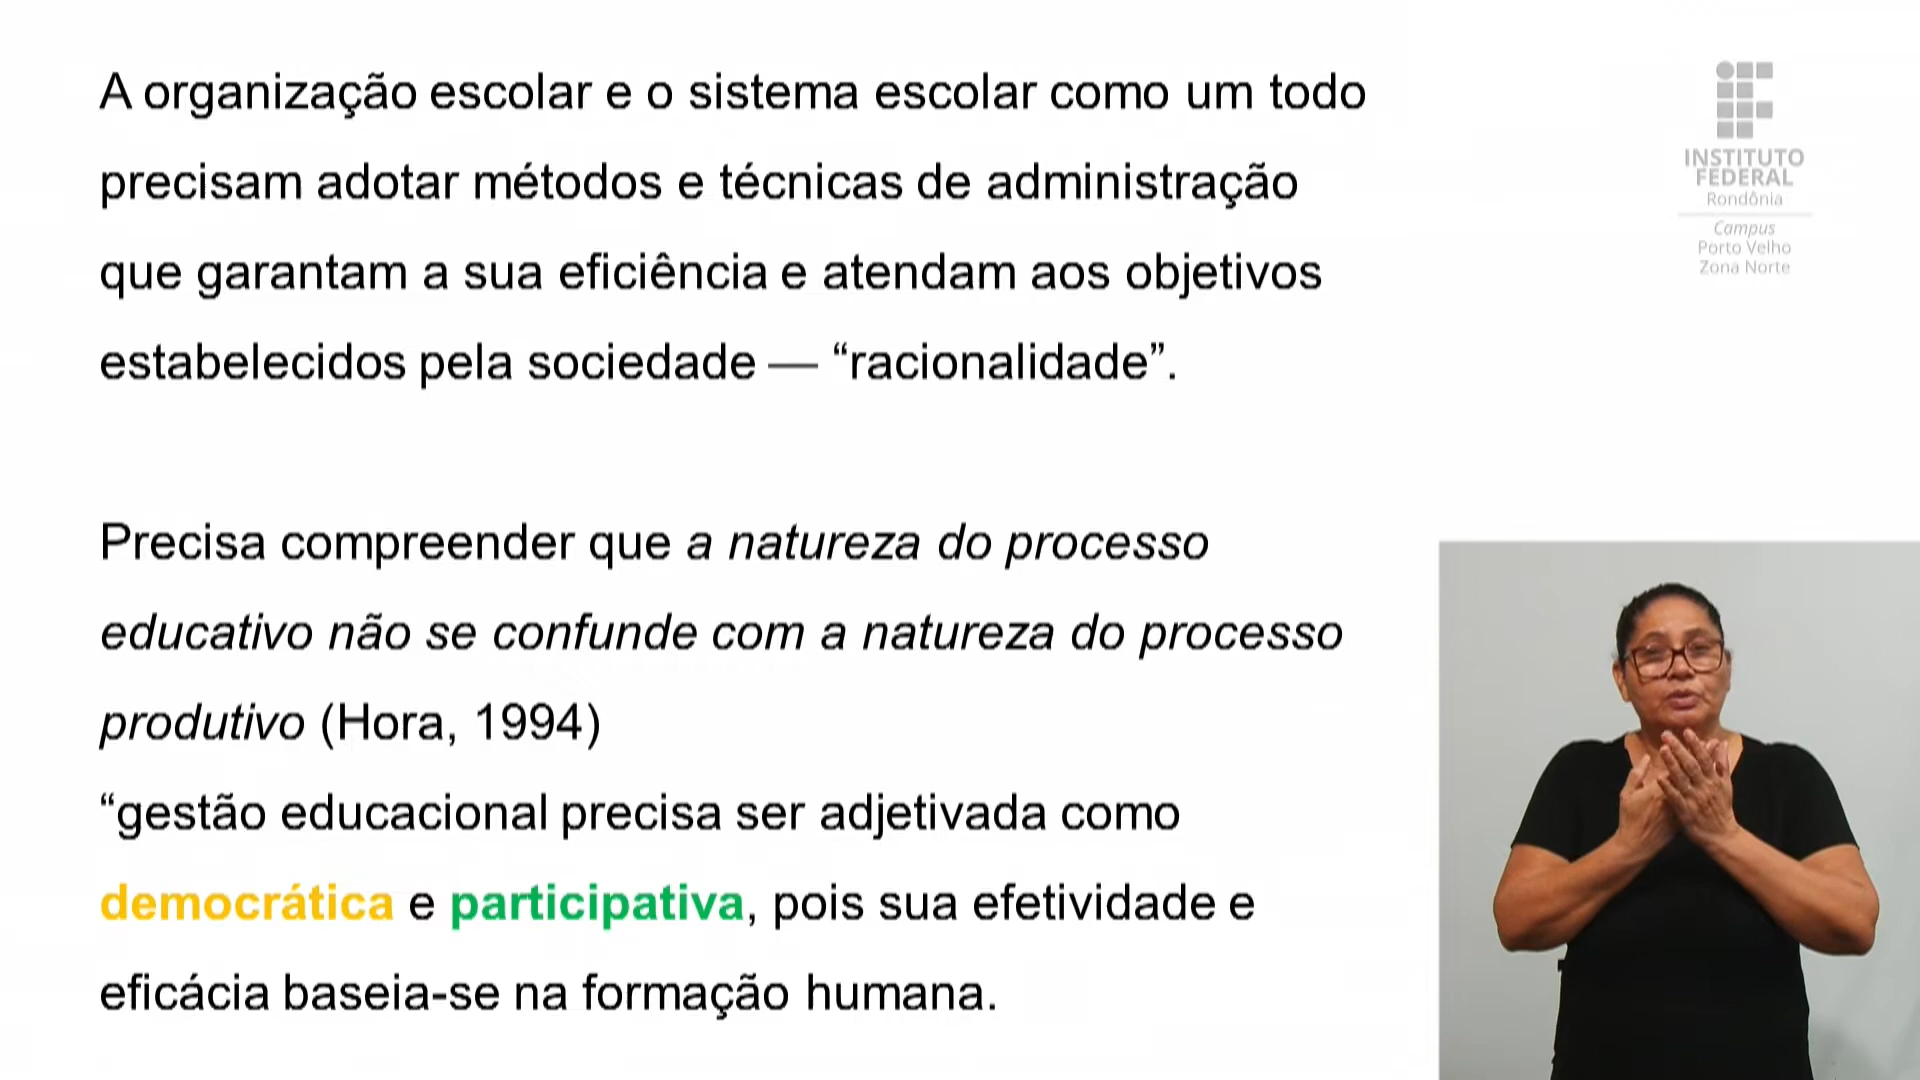 A organização escolar e o sistema escolar como um todo
precisam adotar métodos e técnicas de administração
que garantam a sua eficiência e atendam aos objetivos
estabelecidos pela sociedade — “racionalidade”.
Precisa compreender que a natureza do processo
educativo não se confunde com a natureza do processo
produtivo (Hora, 1994)
“gestão educacional precisa ser adjetivada como
democrática e participativa, pois sua efetividade e
eficácia baseia-se na formação humana.
INSTITUTO
FEDERAL
Rondônia
Campus
Porto Velho
Zona Norte